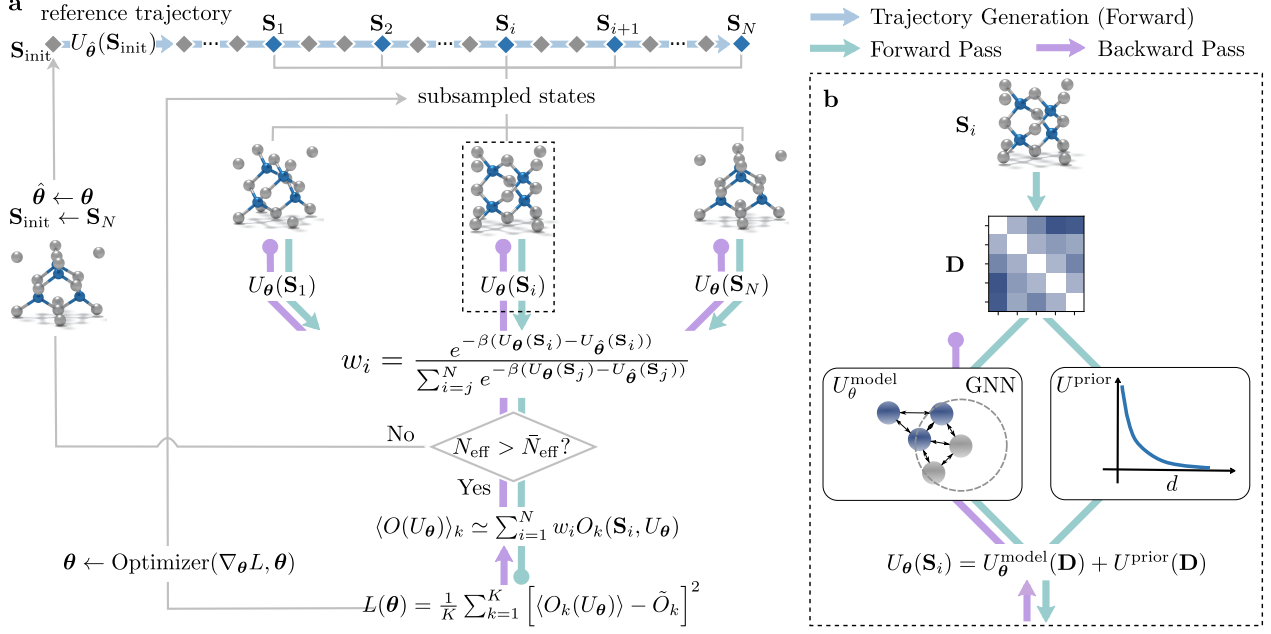 a
reference trajectory
S_init U_θ̂(S_init) ... S_1 S_2 ... S_i S_{i+1} ... S_N
subsampled states
θ̂ ← θ
S_init ← S_N
U_θ(S_1) U_θ(S_i) U_θ(S_N)
w_i = e^{-β(U_θ(S_i)-U_θ̂(S_i))} / ∑_{i=j}^N e^{-β(U_θ(S_j)-U_θ̂(S_j))}
No
N_eff > N̄_eff?
Yes
⟨O(U_θ)⟩_k ≃ ∑_{i=1}^N w_i O_k(S_i, U_θ)
θ ← Optimizer(∇_θ L, θ)
L(θ) = 1/K ∑_{k=1}^K [⟨O_k(U_θ)⟩ − Õ_k]^2
Trajectory Generation (Forward)
Forward Pass
Backward Pass
b
S_i
D
U_θ^model
GNN
U^prior
d
U_θ(S_i) = U_θ^model(D) + U^prior(D)